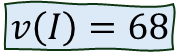 v(I) = 68